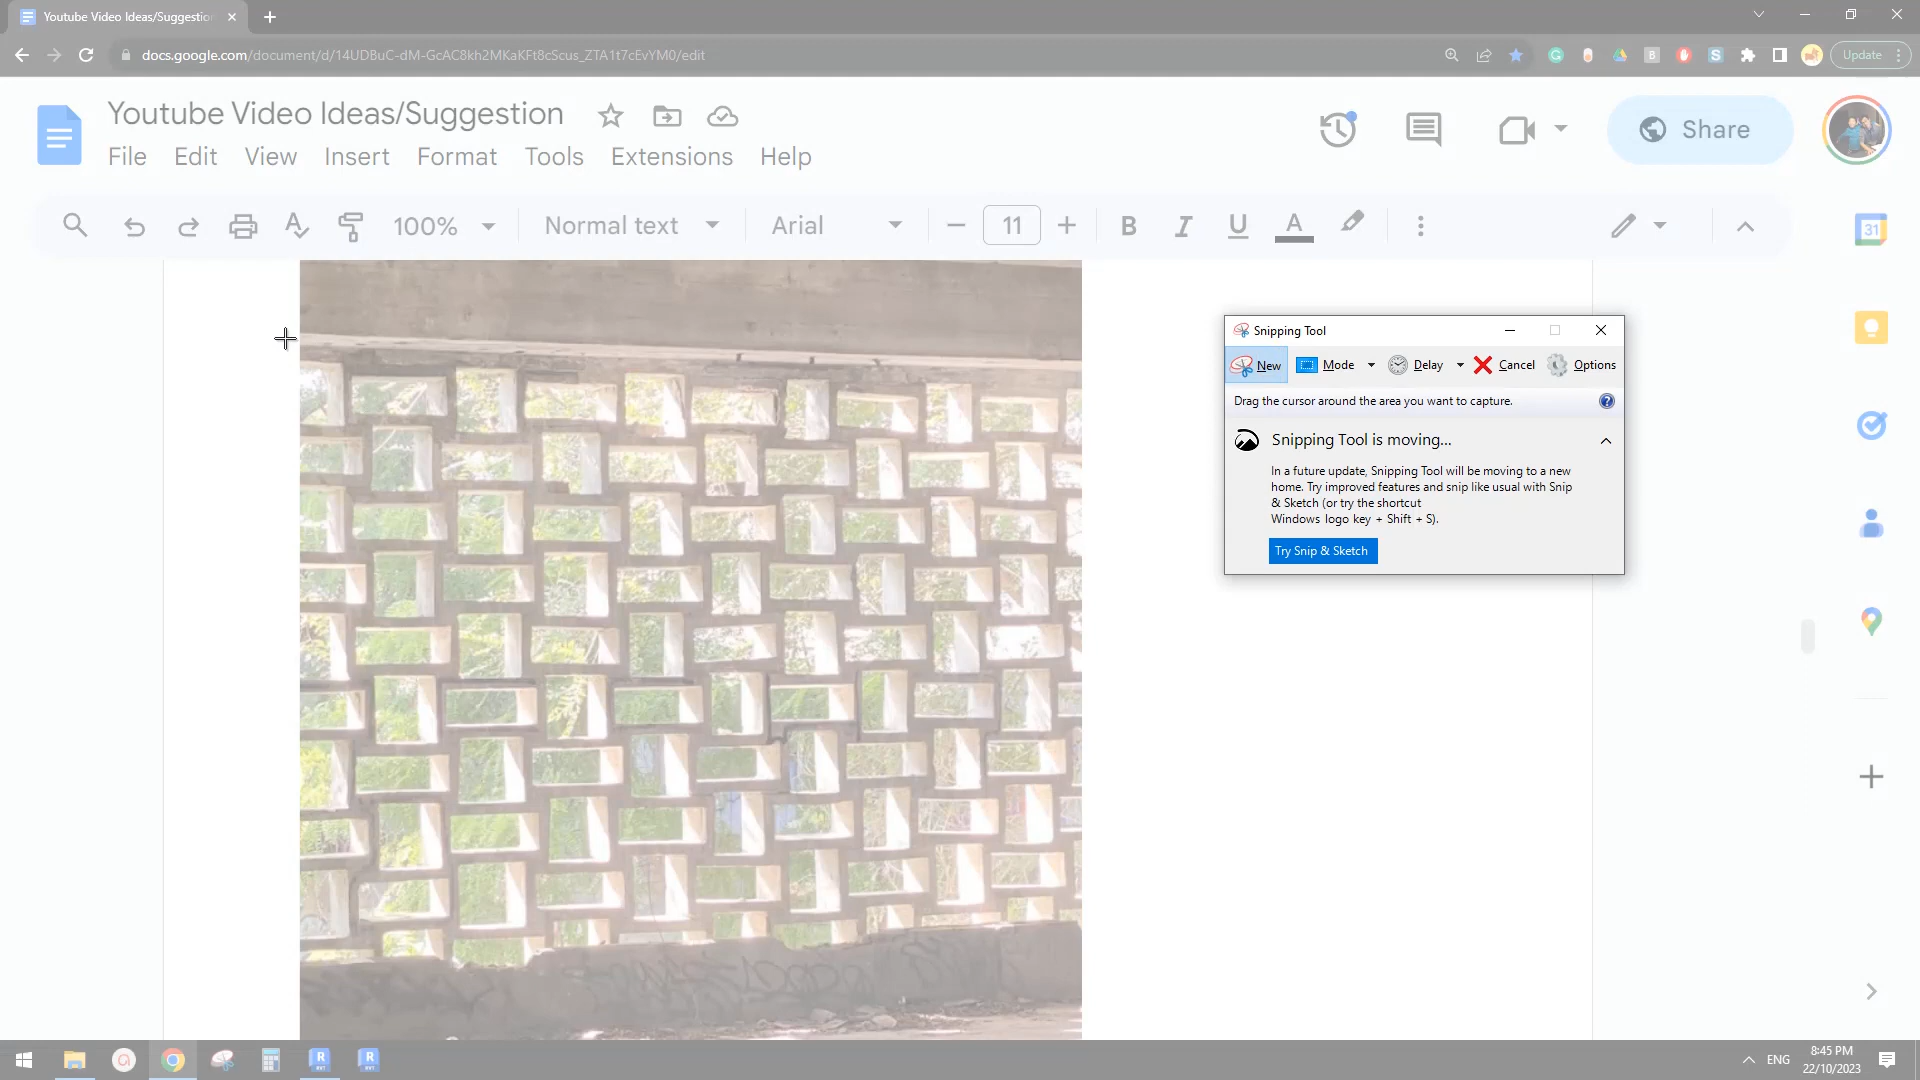 Youtube Video Ideas/Suggestio
docs.google.com/document/d/14UDBuC-dM-GcAC8kh2MKaKFt8cScus_ZTA1t7cEvYM0/edit
Update
Youtube Video Ideas/Suggestion
File Edit View Insert Format Tools Extensions Help
Share
100% Normal text Arial 11 B I U A
31
Snipping Tool
New Mode Delay Cancel Options
Drag the cursor around the area you want to capture.
Snipping Tool is moving...
In a future update, Snipping Tool will be moving to a new
home. Try improved features and snip like usual with Snip
& Sketch (or try the shortcut
Windows logo key + Shift + S).
Try Snip & Sketch
ENG
8:45 PM
22/10/2023